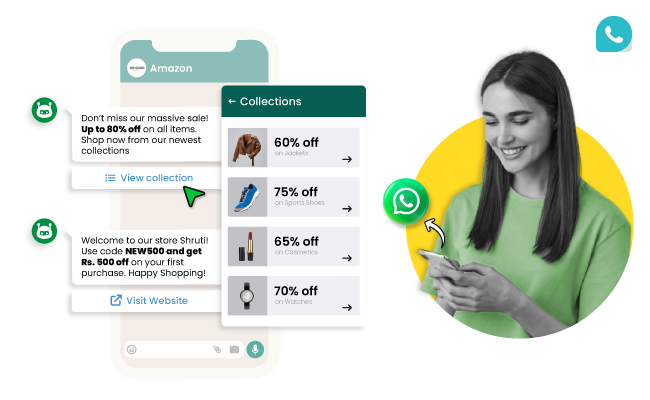 Amazon
Don't miss our massive sale!
Up to 80% off on all items.
Shop now from our newest
collections
View collection
Welcome to our store Shruti!
Use code NEW500 and get
Rs. 500 off on your first
purchase. Happy Shopping!
Visit Website
← Collections
60% off
on Jackets
75% off
on Sports Shoes
65% off
on Cosmetics
70% off
on Watches